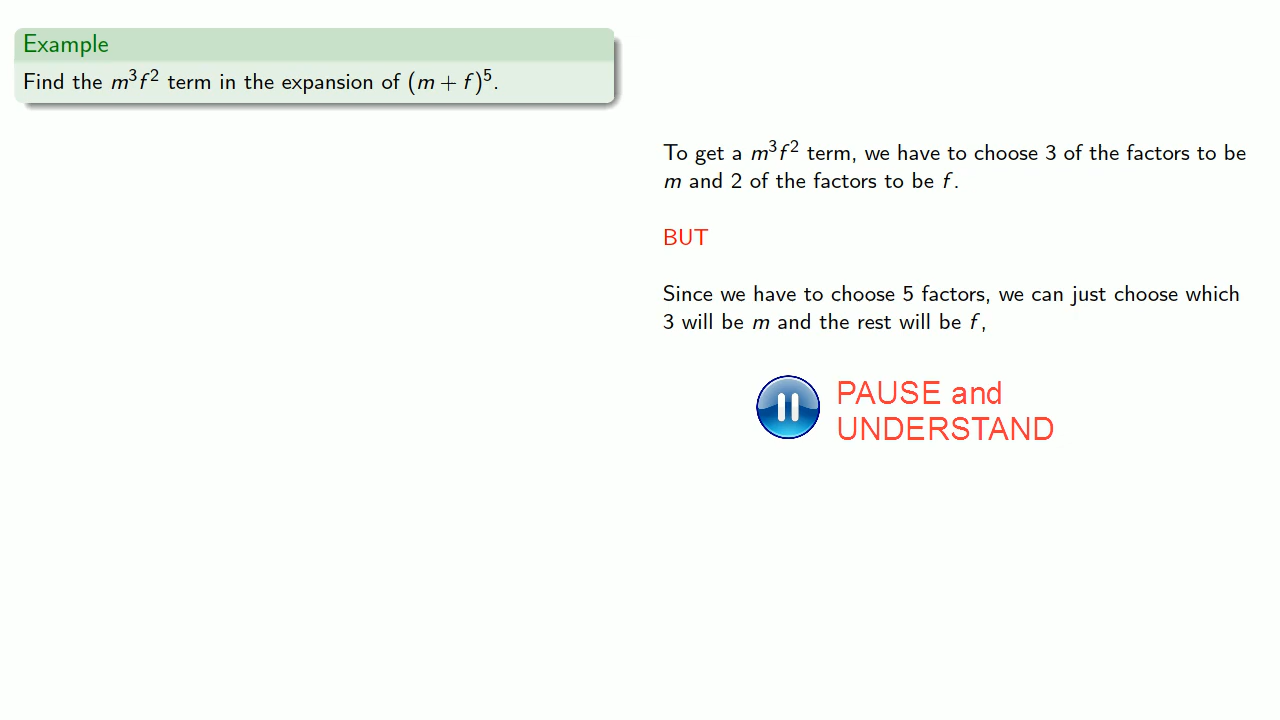 Example
Find the m³f² term in the expansion of (m + f)⁵.
To get a m³f² term, we have to choose 3 of the factors to be
m and 2 of the factors to be f.
BUT
Since we have to choose 5 factors, we can just choose which
3 will be m and the rest will be f,
PAUSE and
UNDERSTAND